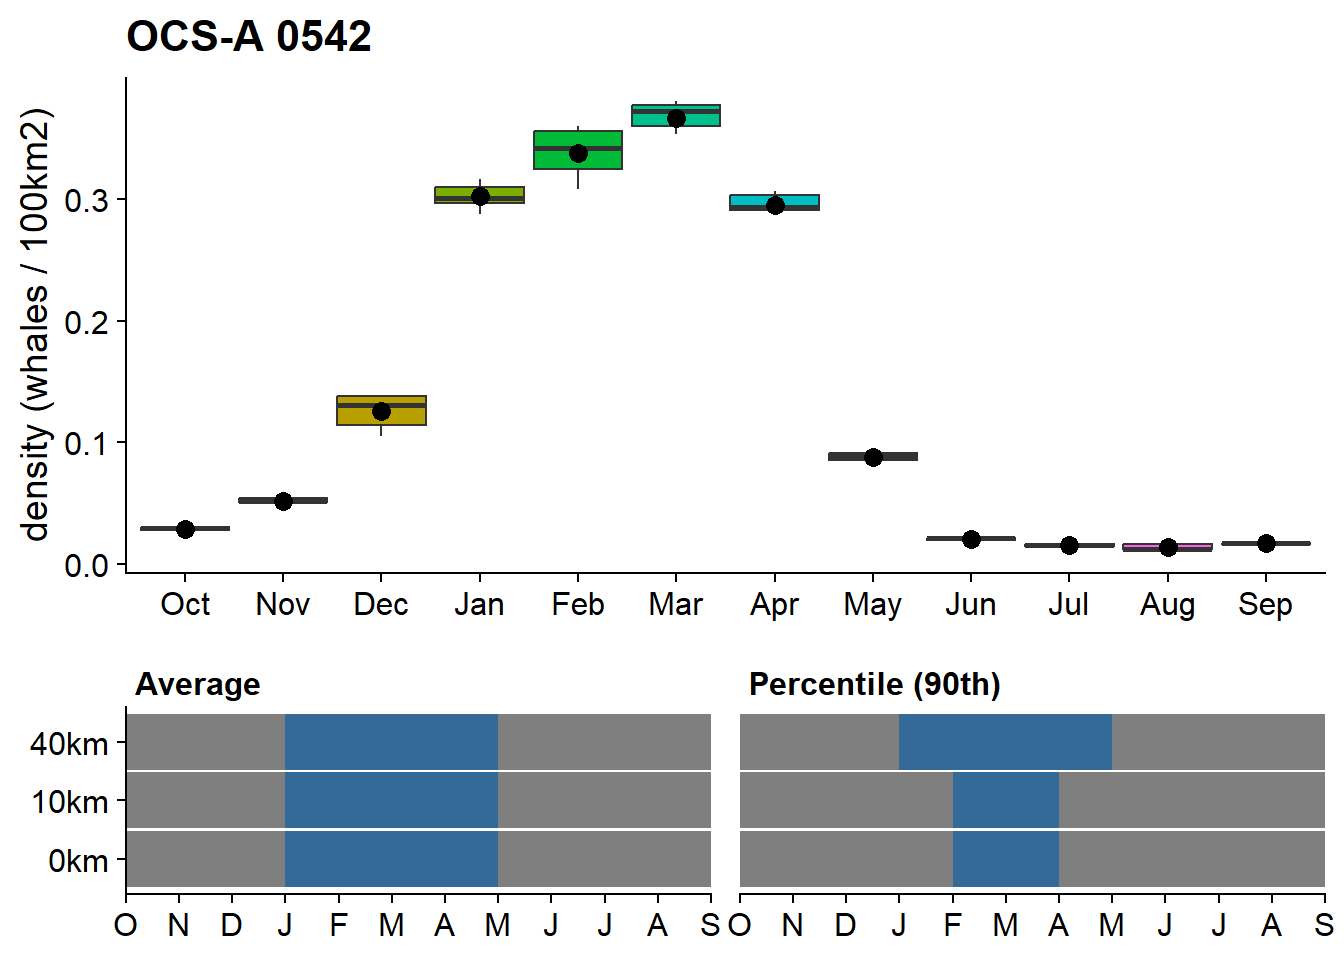 OCS-A 0542
density (whales / 100km2)
0.3
0.2
0.1
0.0
Oct Nov Dec Jan Feb Mar Apr May Jun Jul Aug Sep
Average
Percentile (90th)
40km
10km
0km
O N D J F M A M J J A S
O N D J F M A M J J A S